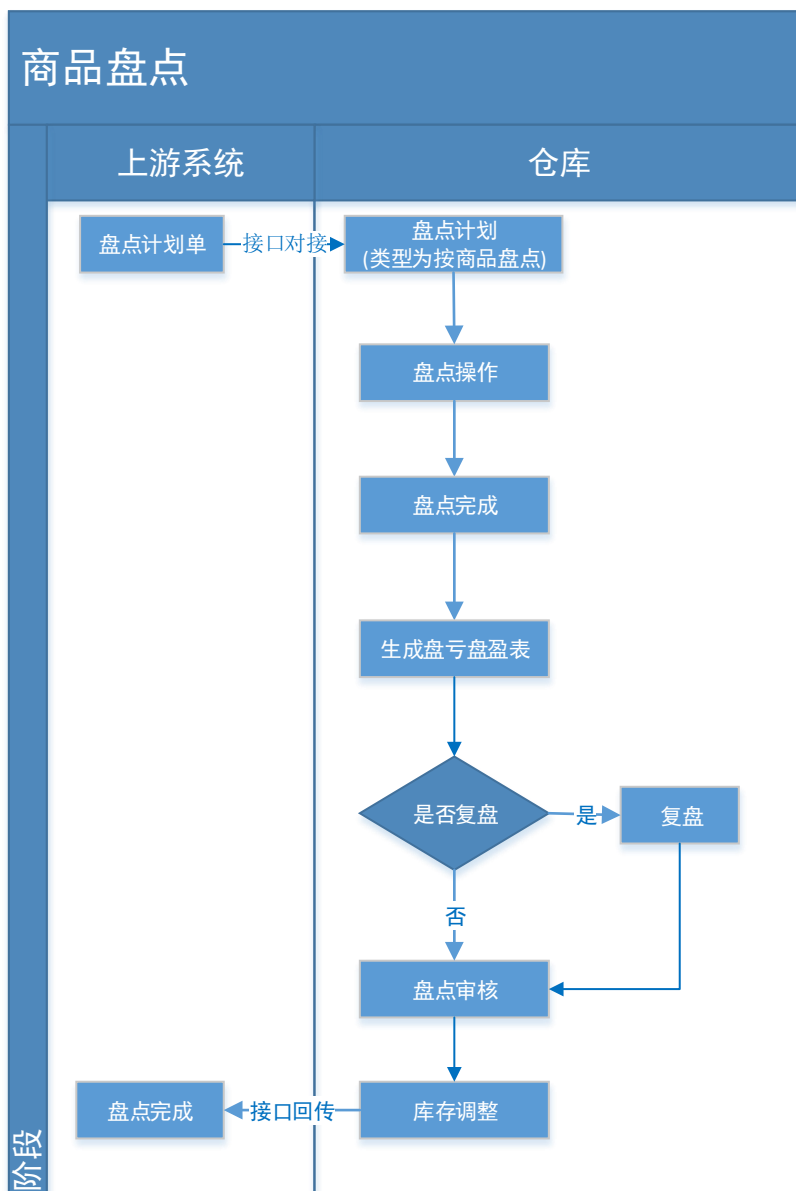 商品盘点
上游系统
仓库
盘点计划单
接口对接
盘点计划
(类型为按商品盘点)
盘点操作
盘点完成
生成盘亏盘盈表
是否复盘
是
复盘
否
盘点审核
盘点完成
接口回传
库存调整
阶段